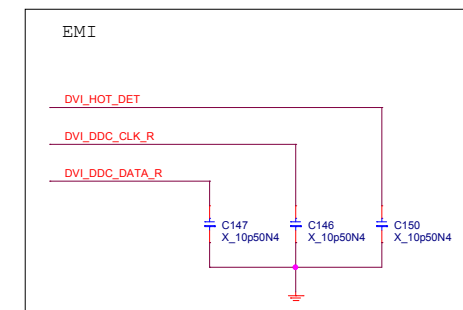 EMI
DVI_HOT_DET
DVI_DDC_CLK_R
DVI_DDC_DATA_R
C147
X_10p50N4
C146
X_10p50N4
C150
X_10p50N4